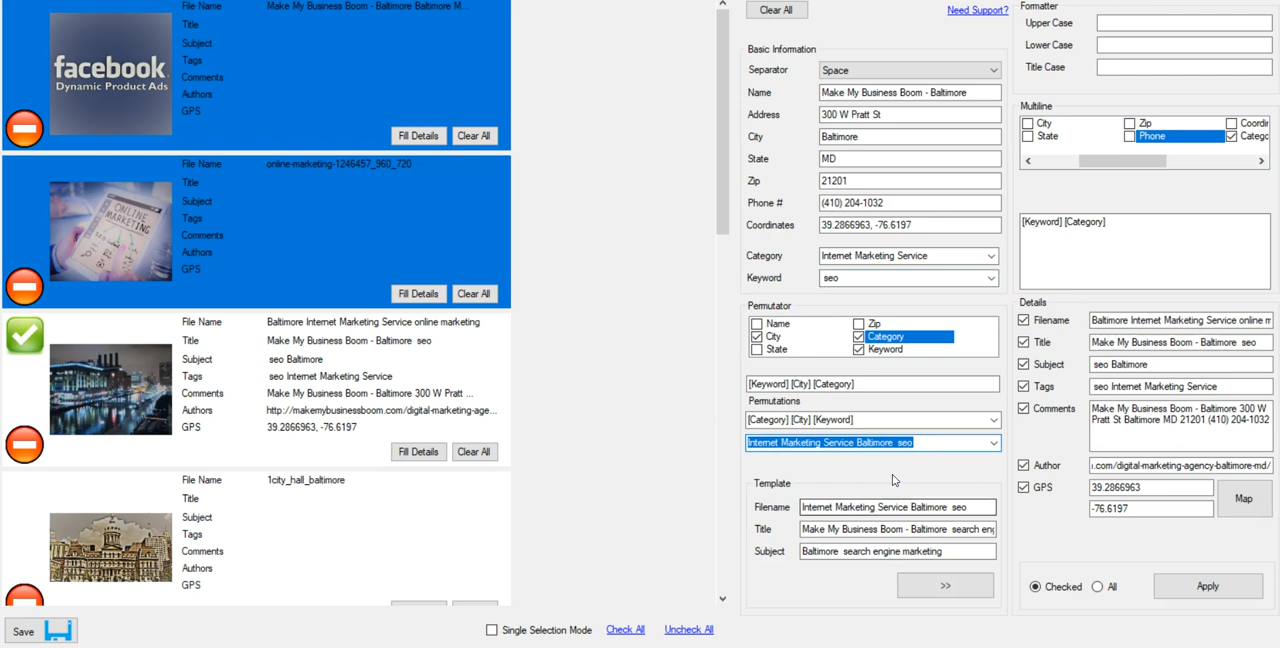 File Name Make My Business Boom - Baltimore Baltimore M...
Title
Subject
Tags
Comments
Authors
GPS
facebook
Dynamic Product Ads
Fill Details Clear All
File Name online-marketing-1246457_960_720
Title
Subject
Tags
Comments
Authors
GPS
ONLINE
MARKETING
Fill Details Clear All
File Name Baltimore Internet Marketing Service online marketing
Title Make My Business Boom - Baltimore seo
Subject seo Baltimore
Tags seo Internet Marketing Service
Comments Make My Business Boom - Baltimore 300 W Pratt ...
Authors http://makemybusinessboom.com/digital-marketing-age...
GPS 39.2866963, -76.6197
Fill Details Clear All
File Name 1city_hall_baltimore
Title
Subject
Tags
Comments
Authors
GPS
Save
Single Selection Mode Check All Uncheck All
Clear All Need Support?
Basic Information
Separator Space
Name Make My Business Boom - Baltimore
Address 300 W Pratt St
City Baltimore
State MD
Zip 21201
Phone # (410) 204-1032
Coordinates 39.2866963, -76.6197
Category Internet Marketing Service
Keyword seo
Permutator
Name Zip
City Category
State Keyword
[Keyword] [City] [Category]
Permutations
[Category] [City] [Keyword]
Internet Marketing Service Baltimore seo
Template
Filename Internet Marketing Service Baltimore seo
Title Make My Business Boom - Baltimore search eng
Subject Baltimore search engine marketing
>>
Formatter
Upper Case
Lower Case
Title Case
Multiline
City Zip Coordin
State Phone Catego
[Keyword] [Category]
Details
Filename Baltimore Internet Marketing Service online m
Title Make My Business Boom - Baltimore seo
Subject seo Baltimore
Tags seo Internet Marketing Service
Comments Make My Business Boom - Baltimore 300 W
Pratt St Baltimore MD 21201 (410) 204-1032
Author .com/digital-marketing-agency-baltimore-md/
GPS 39.2866963
-76.6197
Map
Checked All Apply